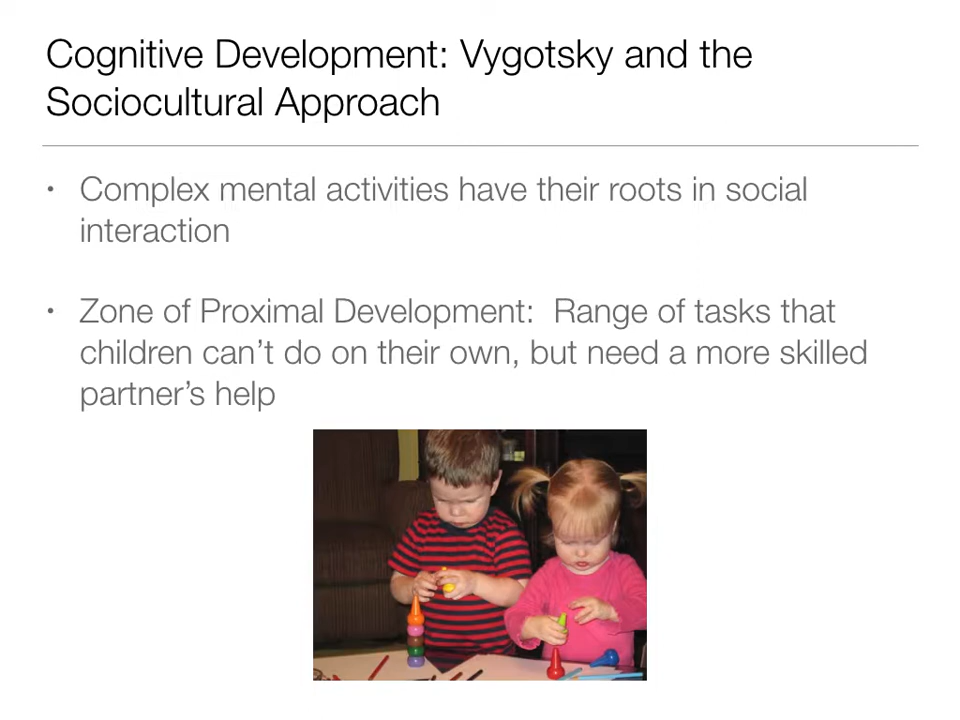 Cognitive Development: Vygotsky and the
Sociocultural Approach
• Complex mental activities have their roots in social
interaction
• Zone of Proximal Development:  Range of tasks that
children can’t do on their own, but need a more skilled
partner’s help